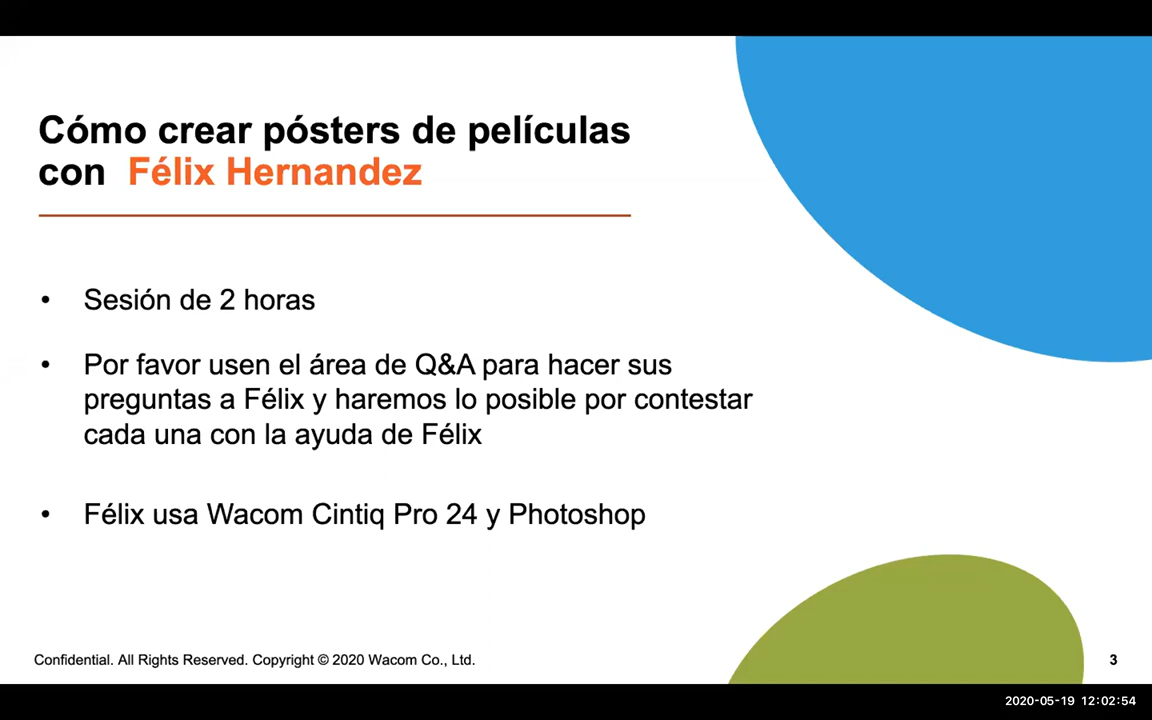 Cómo crear pósters de películas
con Félix Hernandez
• Sesión de 2 horas
• Por favor usen el área de Q&A para hacer sus
preguntas a Félix y haremos lo posible por contestar
cada una con la ayuda de Félix
• Félix usa Wacom Cintiq Pro 24 y Photoshop
Confidential. All Rights Reserved. Copyright © 2020 Wacom Co., Ltd.
3
2020-05-19 12:02:54